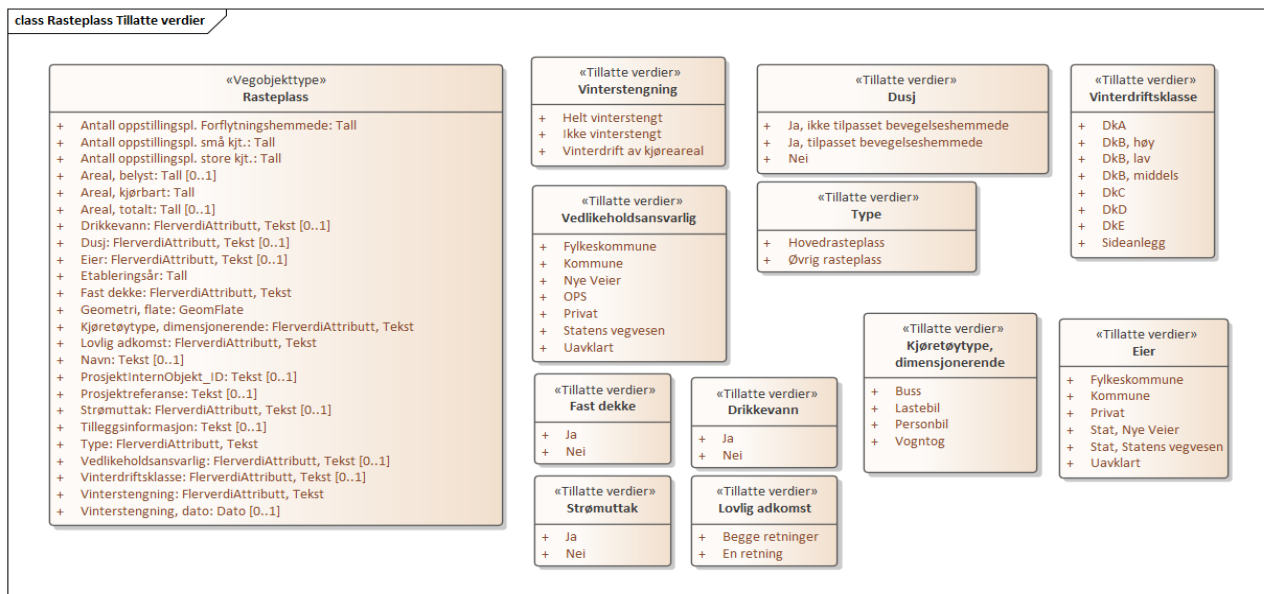 class Rasteplass Tillatte verdier
«Vegobjekttype»
Rasteplass
+ Antall oppstillingspl. Forflytningshemmede: Tall
+ Antall oppstillingspl. små kjt.: Tall
+ Antall oppstillingspl. store kjt.: Tall
+ Areal, belyst: Tall [0..1]
+ Areal, kjørbart: Tall
+ Areal, totalt: Tall [0..1]
+ Drikkevann: FlerverdiAttributt, Tekst [0..1]
+ Dusj: FlerverdiAttributt, Tekst [0..1]
+ Eier: FlerverdiAttributt, Tekst [0..1]
+ Etableringsår: Tall
+ Fast dekke: FlerverdiAttributt, Tekst
+ Geometri, flate: GeomFlate
+ Kjøretøytype, dimensjonerende: FlerverdiAttributt, Tekst
+ Lovlig adkomst: FlerverdiAttributt, Tekst
+ Navn: Tekst [0..1]
+ ProsjektInternObjekt_ID: Tekst [0..1]
+ Prosjektreferanse: Tekst [0..1]
+ Strømuttak: FlerverdiAttributt, Tekst [0..1]
+ Tilleggsinformasjon: Tekst [0..1]
+ Type: FlerverdiAttributt, Tekst
+ Vedlikeholdsansvarlig: FlerverdiAttributt, Tekst [0..1]
+ Vinterdriftsklasse: FlerverdiAttributt, Tekst [0..1]
+ Vinterstengning: FlerverdiAttributt, Tekst
+ Vinterstengning, dato: Dato [0..1]
«Tillatte verdier»
Vinterstengning
+ Helt vinterstengt
+ Ikke vinterstengt
+ Vinterdrift av kjøreareal
«Tillatte verdier»
Dusj
+ Ja, ikke tilpasset bevegelseshemmede
+ Ja, tilpasset bevegelseshemmede
+ Nei
«Tillatte verdier»
Vinterdriftsklasse
+ DkA
+ DkB, høy
+ DkB, lav
+ DkB, middels
+ DkC
+ DkD
+ DkE
+ Sideanlegg
«Tillatte verdier»
Vedlikeholdsansvarlig
+ Fylkeskommune
+ Kommune
+ Nye Veier
+ OPS
+ Privat
+ Statens vegvesen
+ Uavklart
«Tillatte verdier»
Type
+ Hovedrasteplass
+ Øvrig rasteplass
«Tillatte verdier»
Kjøretøytype,
dimensjonerende
+ Buss
+ Lastebil
+ Personbil
+ Vogntog
«Tillatte verdier»
Eier
+ Fylkeskommune
+ Kommune
+ Privat
+ Stat, Nye Veier
+ Stat, Statens vegvesen
+ Uavklart
«Tillatte verdier»
Fast dekke
+ Ja
+ Nei
«Tillatte verdier»
Drikkevann
+ Ja
+ Nei
«Tillatte verdier»
Strømuttak
+ Ja
+ Nei
«Tillatte verdier»
Lovlig adkomst
+ Begge retninger
+ En retning